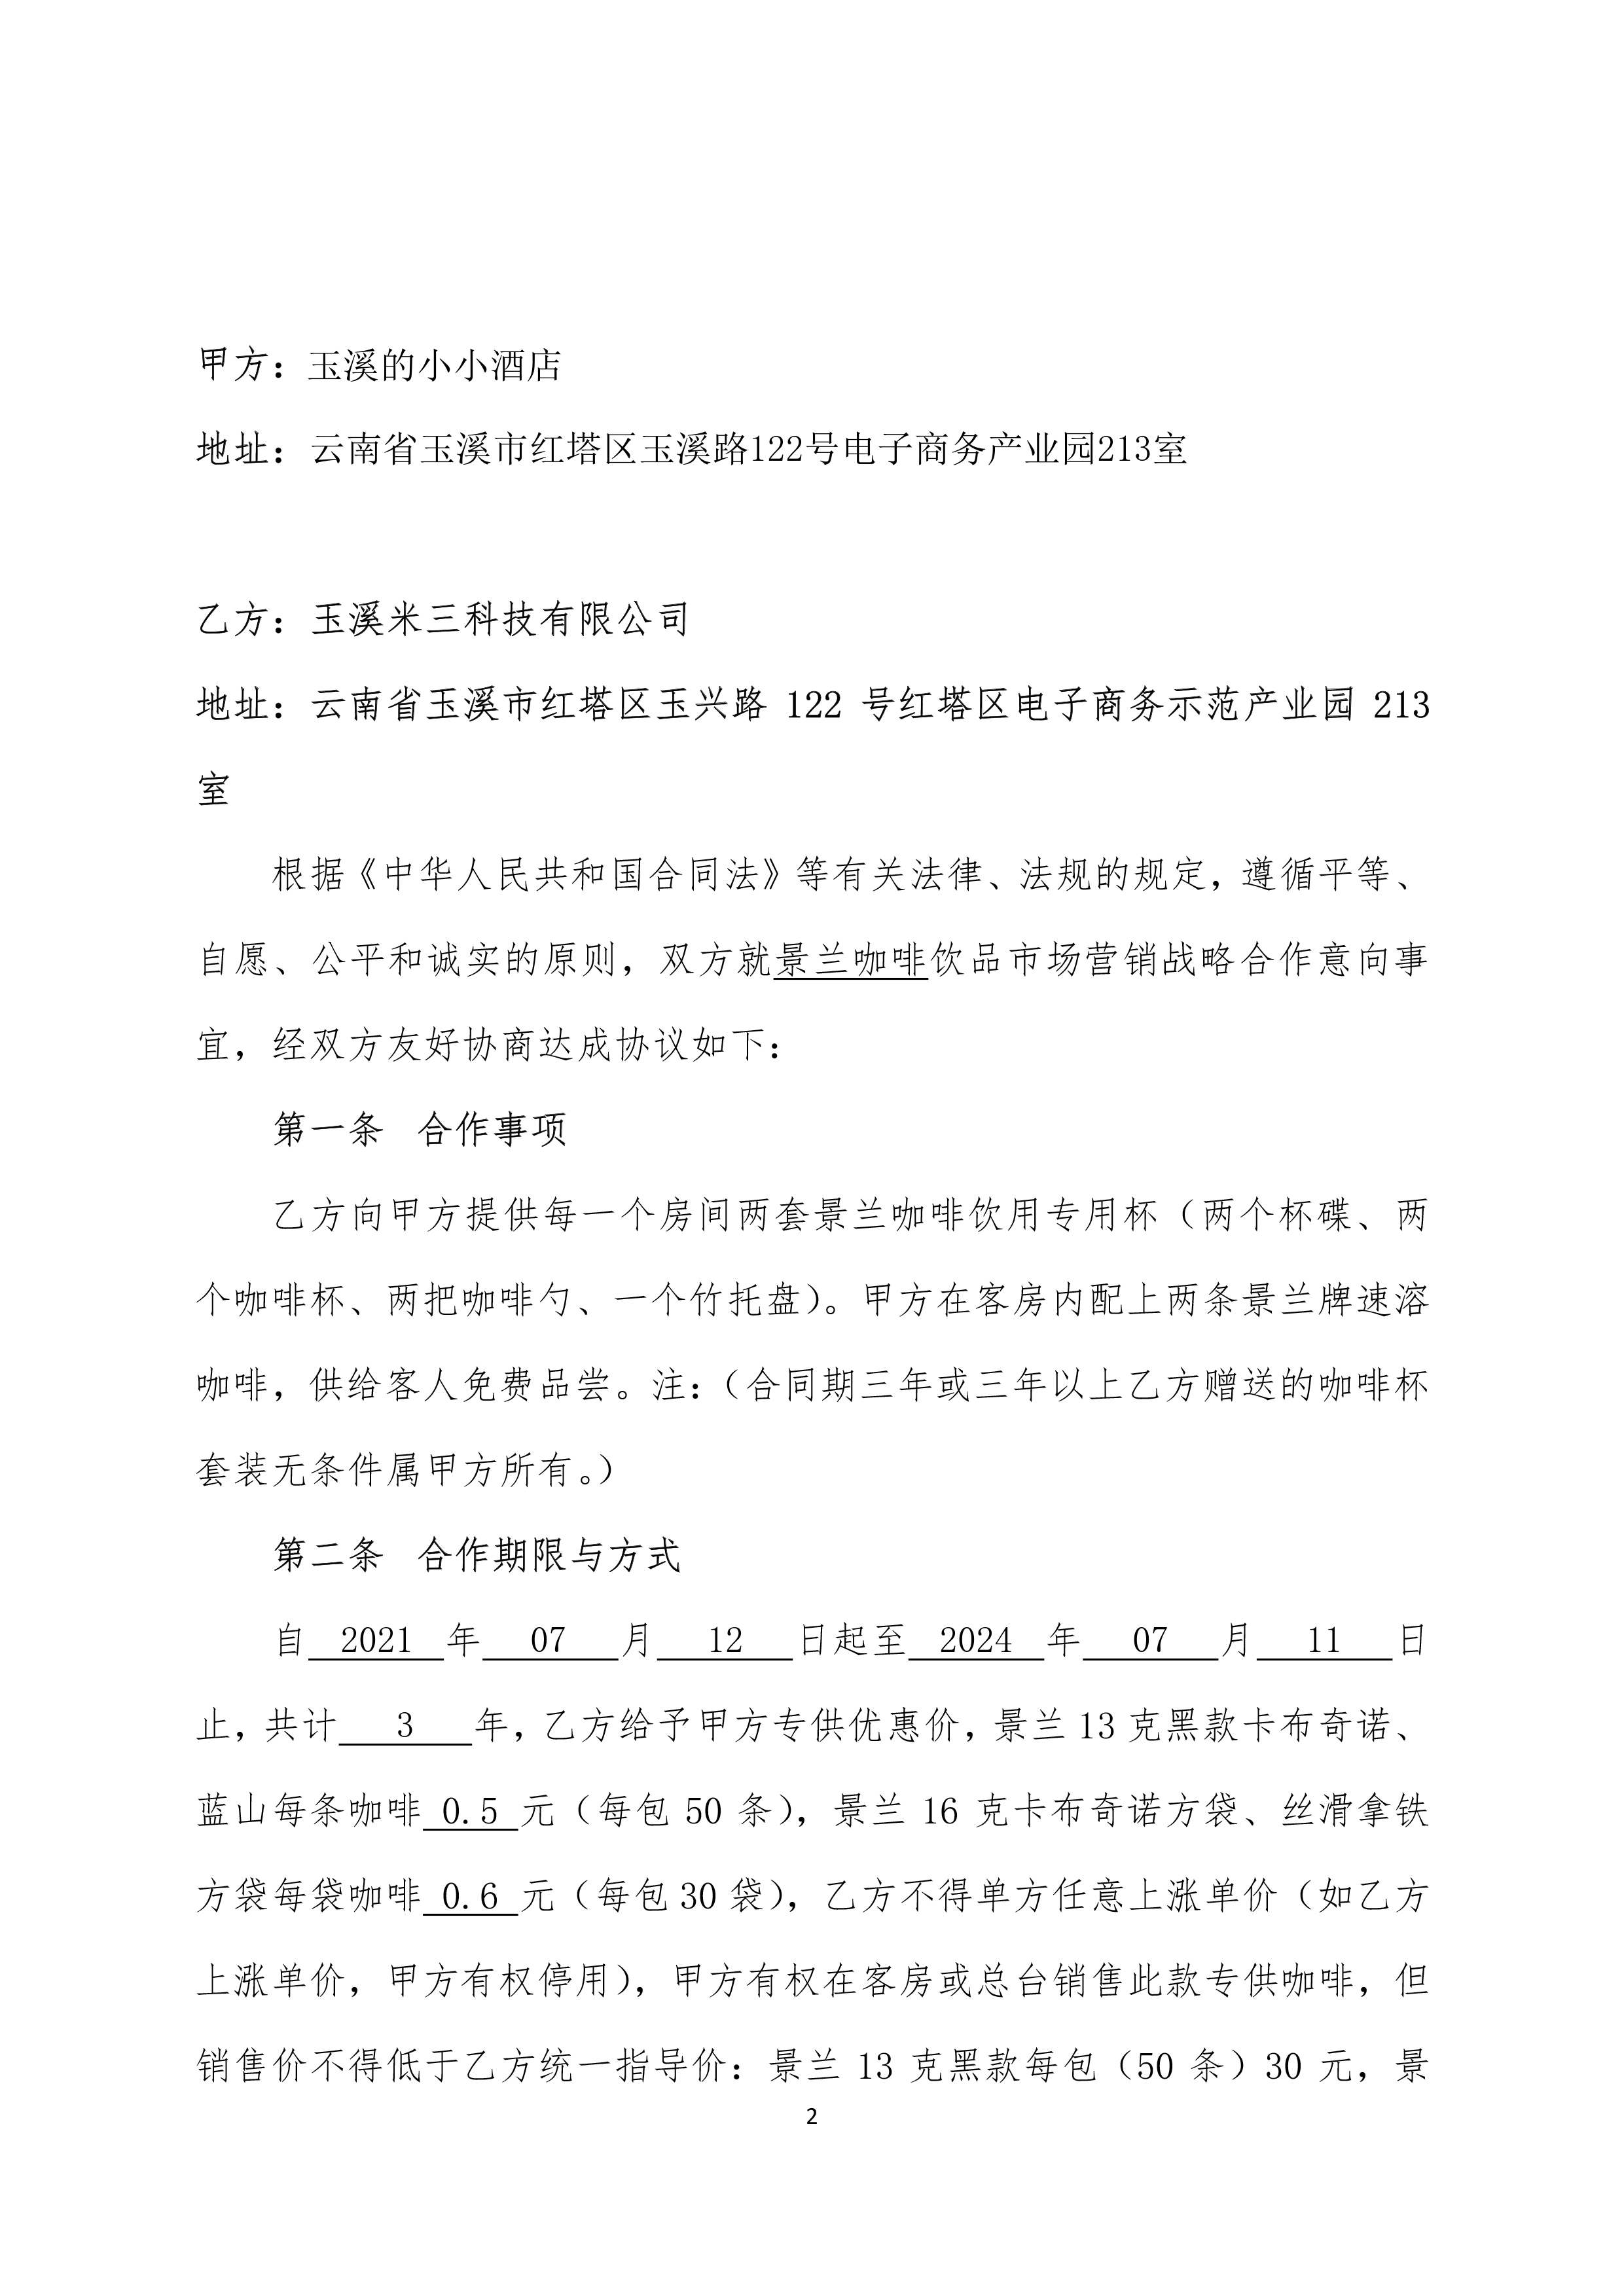 甲方：玉溪的小小酒店
地址：云南省玉溪市红塔区玉溪路122号电子商务产业园213室
乙方：玉溪米三科技有限公司
地址：云南省玉溪市红塔区玉兴路 122 号红塔区电子商务示范产业园 213
室
根据《中华人民共和国合同法》等有关法律、法规的规定，遵循平等、
自愿、公平和诚实的原则，双方就景兰咖啡饮品市场营销战略合作意向事
宜，经双方友好协商达成协议如下：
第一条 合作事项
乙方向甲方提供每一个房间两套景兰咖啡饮用专用杯（两个杯碟、两
个咖啡杯、两把咖啡勺、一个竹托盘）。甲方在客房内配上两条景兰牌速溶
咖啡，供给客人免费品尝。注：（合同期三年或三年以上乙方赠送的咖啡杯
套装无条件属甲方所有。）
第二条 合作期限与方式
自 2021 年 07 月 12 日起至 2024 年 07 月 11 日
止，共计 3 年，乙方给予甲方专供优惠价，景兰 13 克黑款卡布奇诺、
蓝山每条咖啡 0.5 元（每包 50 条），景兰 16 克卡布奇诺方袋、丝滑拿铁
方袋每袋咖啡 0.6 元（每包 30 袋），乙方不得单方任意上涨单价（如乙方
上涨单价，甲方有权停用），甲方有权在客房或总台销售此款专供咖啡，但
销售价不得低于乙方统一指导价：景兰 13 克黑款每包（50 条）30 元，景
2